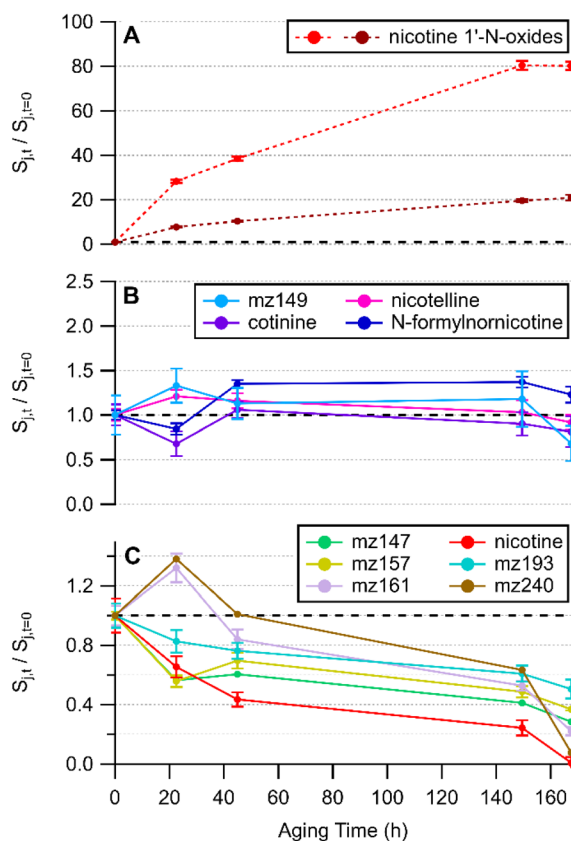 100
80
60
40
20
0
S_{j,t} / S_{j,t=0}
A
nicotine 1'-N-oxides
2.5
2.0
1.5
1.0
0.5
0.0
S_{j,t} / S_{j,t=0}
B
mz149 nicotelline
cotinine N-formylnornicotine
1.2
0.8
0.4
0.0
S_{j,t} / S_{j,t=0}
C
mz147 nicotine
mz157 mz193
mz161 mz240
0 20 40 60 80 100 120 140 160
Aging Time (h)